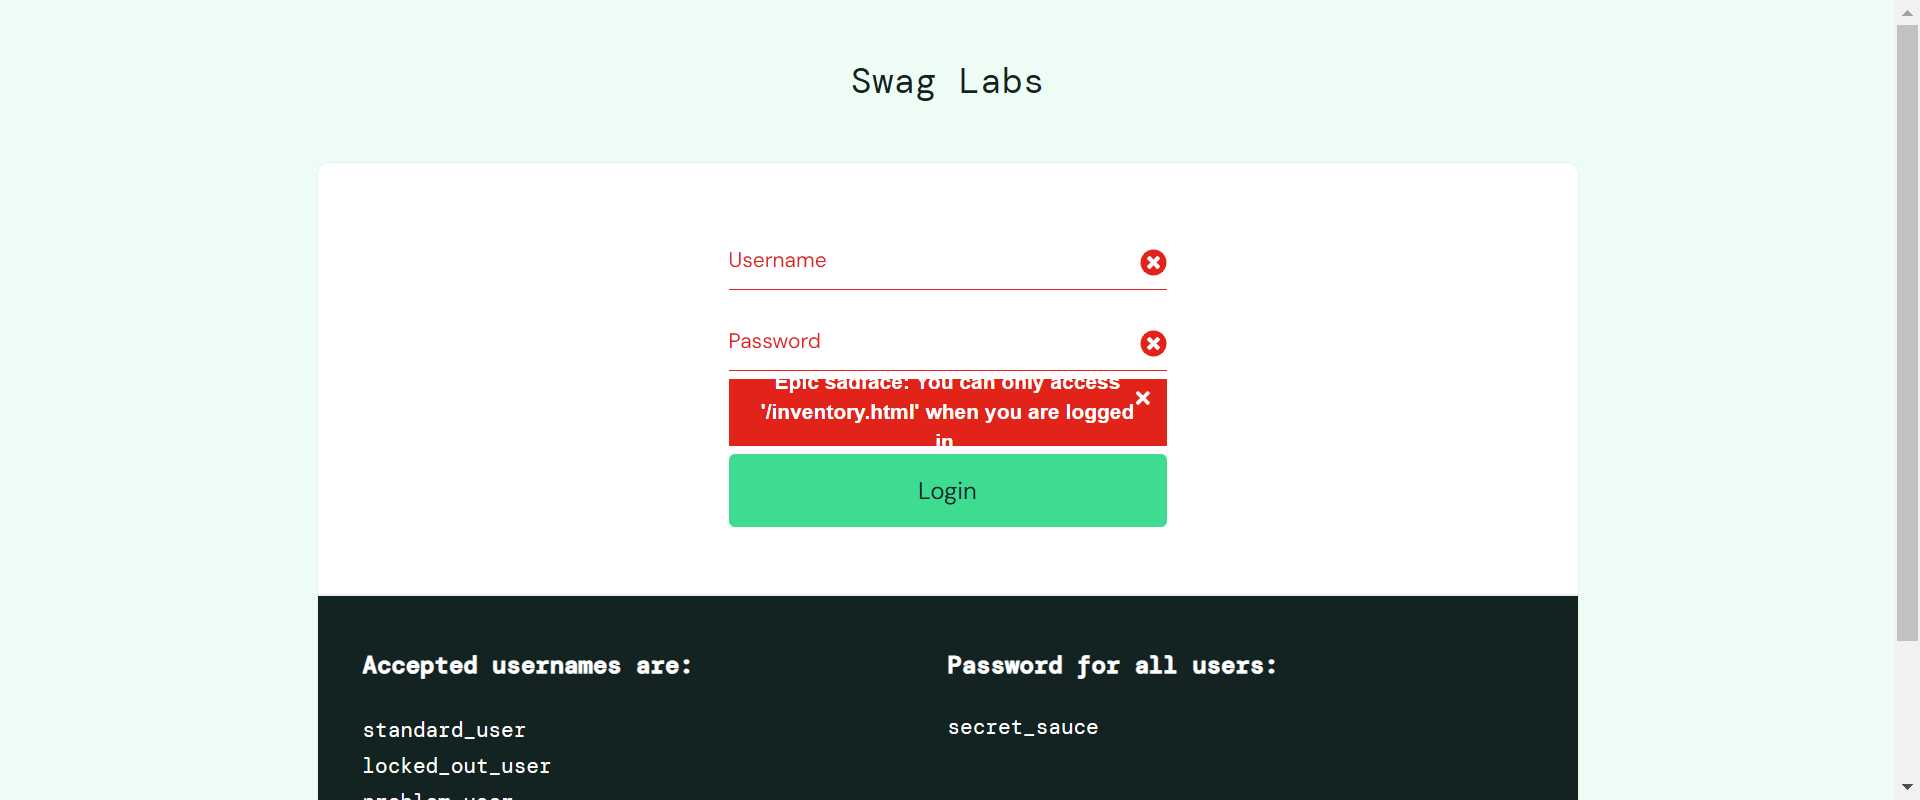 Swag Labs
Username
Password
Epic sadface: You can only access
'/inventory.html' when you are logged
in
Login
Accepted usernames are:
standard_user
locked_out_user
problem_user
Password for all users:
secret_sauce